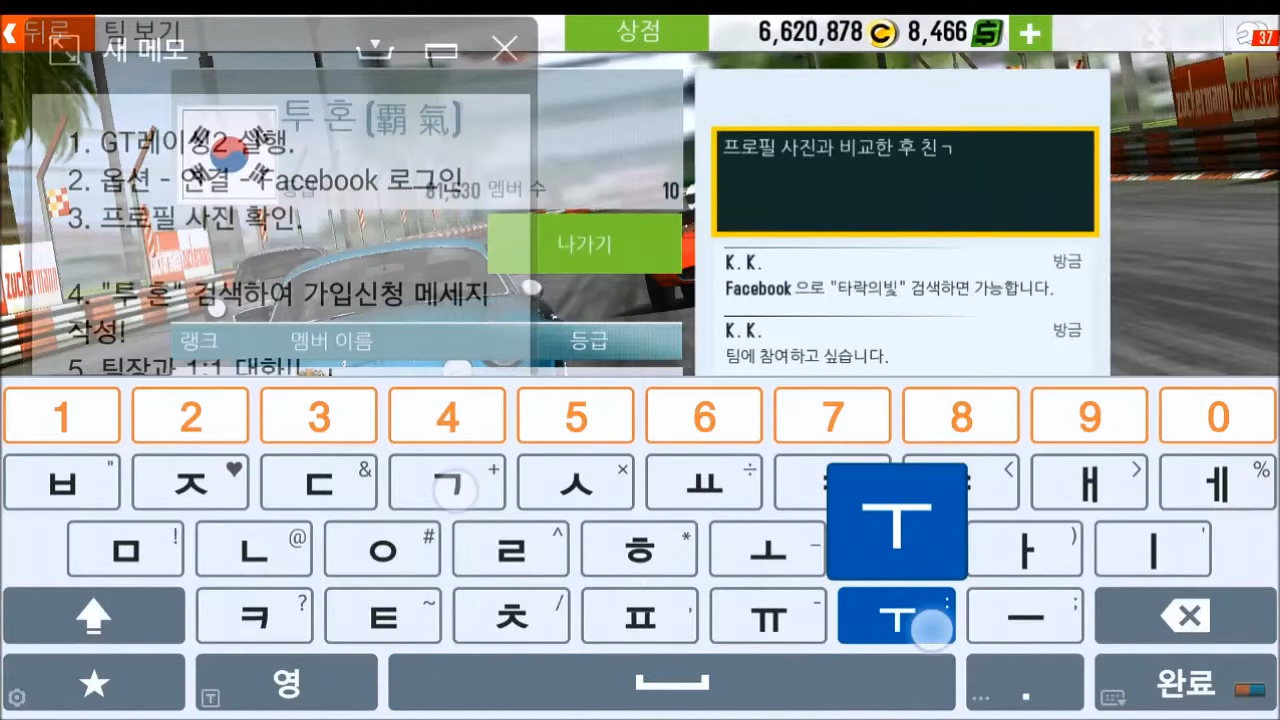 뒤로
팀 보기
상점
6,620,878
8,466
+
37
새 메모
투 혼 [覇 氣]
1. GT레이싱2 실행.
2. 옵션 - 연결 - Facebook 로그인
3. 프로필 사진 확인.
4. "투 혼" 검색하여 가입신청 메세지
작성!
5. 팀장과 1:1 대화!!
등급
81,530
멤버 수
10
나가기
랭크
멤버 이름
등급
프로필 사진과 비교한 후 친ㄱ
K. K.
방금
Facebook 으로 "타락의빛" 검색하면 가능합니다.
K. K.
방금
팀에 참여하고 싶습니다.
zuckermann
zuckermann
1 2 3 4 5 6 7 8 9 0
ㅂ " ㅈ ♥ ㄷ & ㄱ + ㅅ × ㅛ ÷ < ㅐ > ㅔ %
ㅁ ! ㄴ @ ㅇ # ㄹ ^ ㅎ * ㅗ - ㅜ ㅏ ) ㅣ '
ㅋ ? ㅌ ~ ㅊ / ㅍ , ㅠ - ㅜ : ㅡ ;
★ 영 ... . 완료